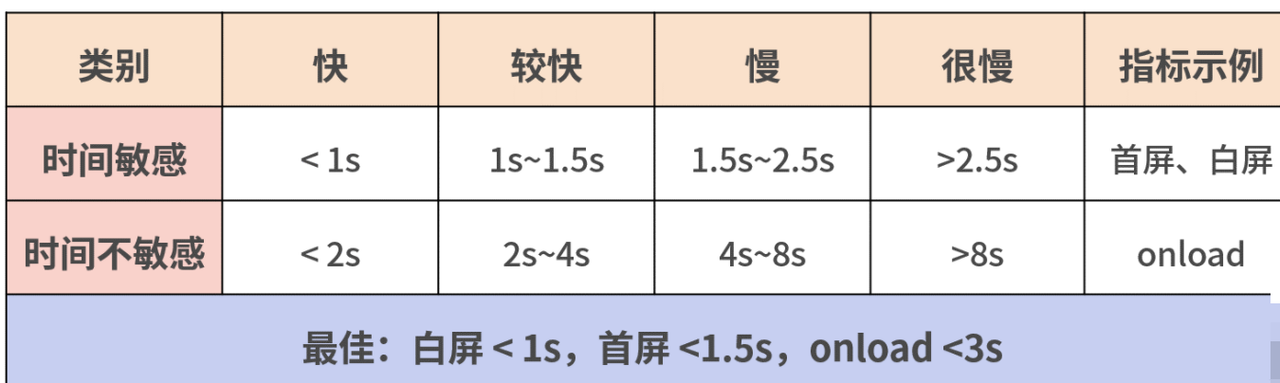 类别 快 较快 慢 很慢 指标示例
时间敏感 < 1s 1s~1.5s 1.5s~2.5s >2.5s 首屏、白屏
时间不敏感 < 2s 2s~4s 4s~8s >8s onload
最佳：白屏 < 1s，首屏 <1.5s，onload <3s